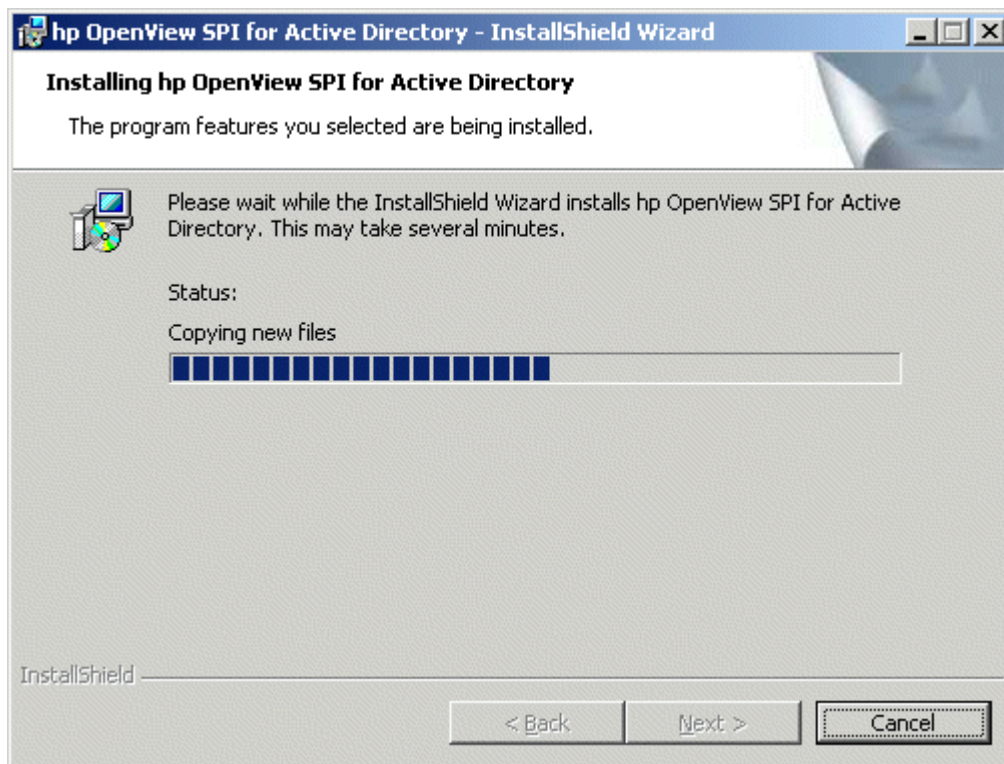 hp OpenView SPI for Active Directory - InstallShield Wizard
Installing hp OpenView SPI for Active Directory
The program features you selected are being installed.
Please wait while the InstallShield Wizard installs hp OpenView SPI for Active
Directory. This may take several minutes.
Status:
Copying new files
InstallShield
< Back
Next >
Cancel